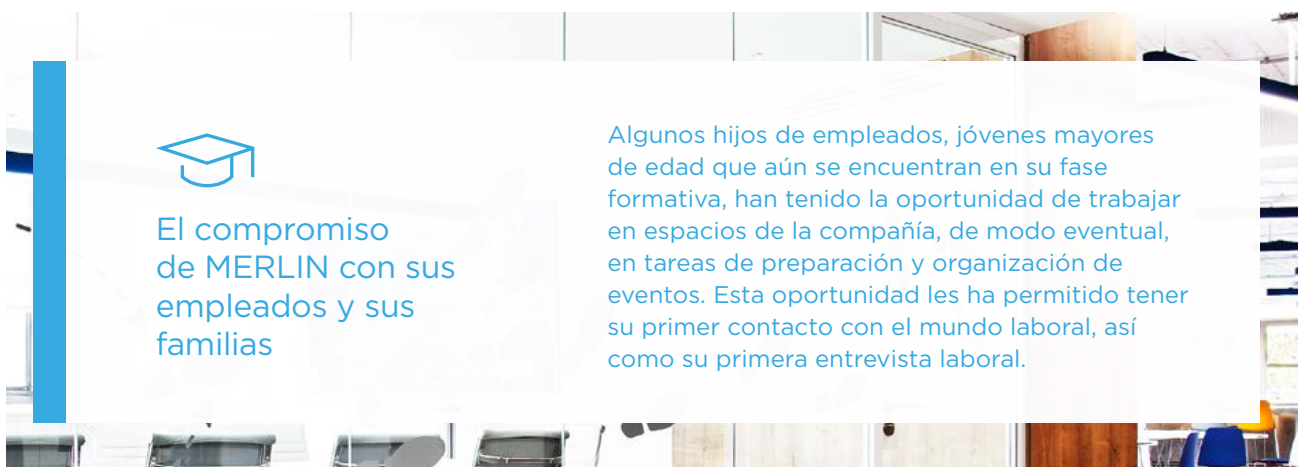 El compromiso
de MERLIN con sus
empleados y sus
familias
Algunos hijos de empleados, jóvenes mayores
de edad que aún se encuentran en su fase
formativa, han tenido la oportunidad de trabajar
en espacios de la compañía, de modo eventual,
en tareas de preparación y organización de
eventos. Esta oportunidad les ha permitido tener
su primer contacto con el mundo laboral, así
como su primera entrevista laboral.